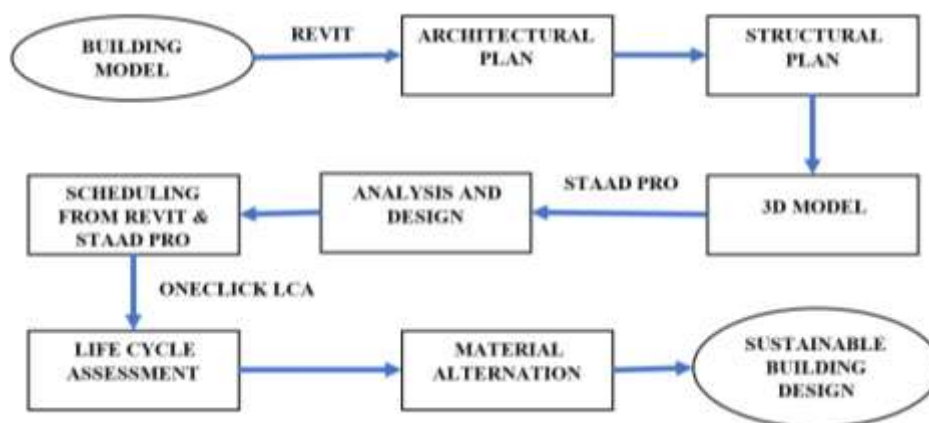 BUILDING
MODEL
REVIT
ARCHITECTURAL
PLAN
STRUCTURAL
PLAN
SCHEDULING
FROM REVIT &
STAAD PRO
ANALYSIS AND
DESIGN
STAAD PRO
3D MODEL
ONECLICK LCA
LIFE CYCLE
ASSESSMENT
MATERIAL
ALTERNATION
SUSTAINABLE
BUILDING
DESIGN